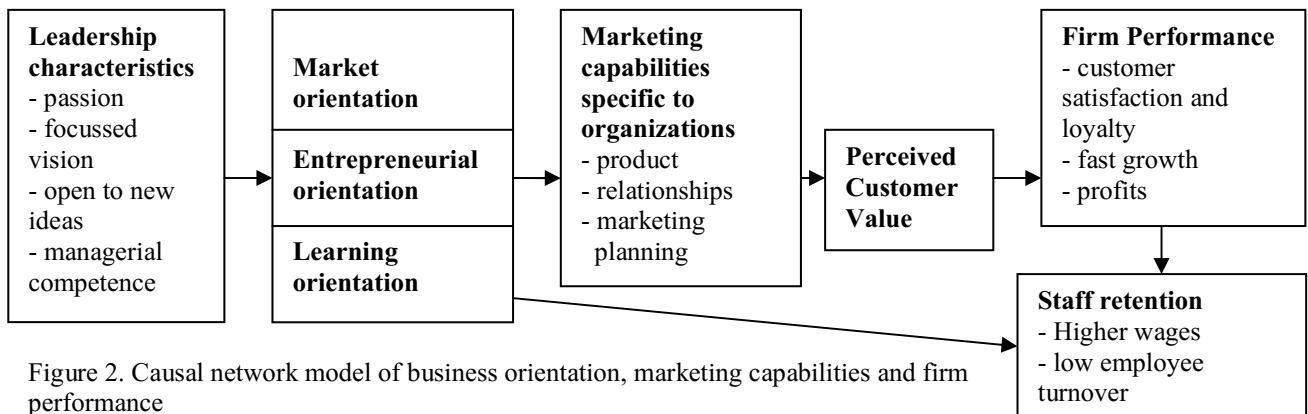 Leadership
characteristics
- passion
- focussed
vision
- open to new
ideas
- managerial
competence
Market
orientation
Entrepreneurial
orientation
Learning
orientation
Marketing
capabilities
specific to
organizations
- product
- relationships
- marketing
planning
Perceived
Customer
Value
Firm Performance
- customer
satisfaction and
loyalty
- fast growth
- profits
Staff retention
- Higher wages
- low employee
turnover
Figure 2. Causal network model of business orientation, marketing capabilities and firm
performance